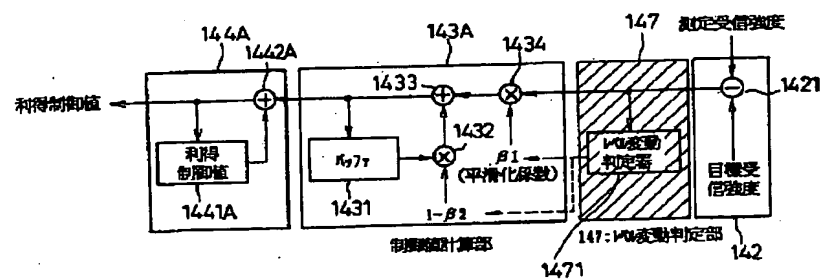 測定受信強度
147
144A
1442A
143A
1433
1434
1421
利得制御値
1432
利得
制御値
バッファ
β1
(平滑化係数)
レベル変動
判定器
目標受
信強度
1441A
1431
1-β2
制御値計算部
1471
147:レベル変動判定部
142